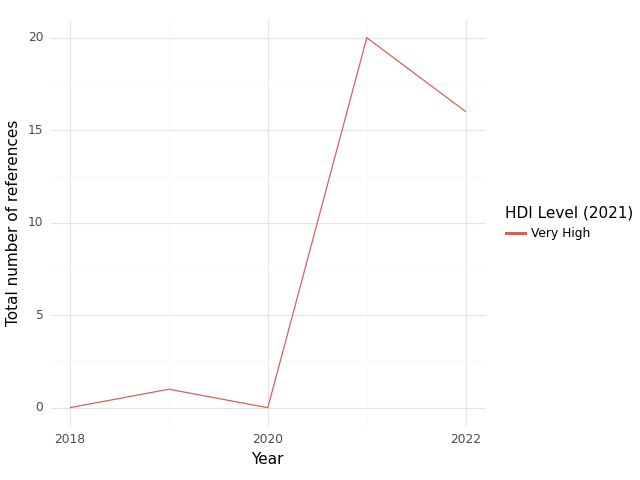 20
15
10
5
0
Total number of references
2018
2020
2022
Year
HDI Level (2021)
Very High